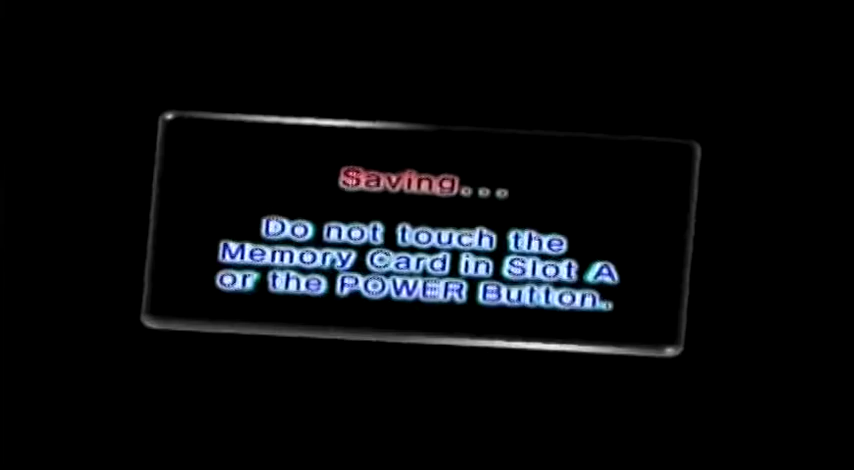 Saving...
Do not touch the
Memory Card in Slot A
or the POWER Button.